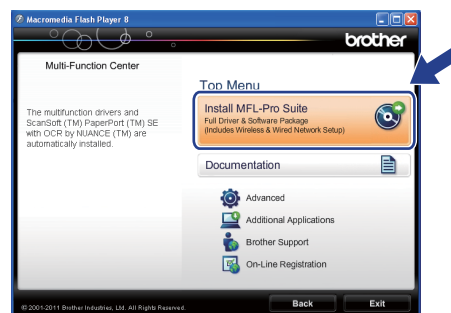 Macromedia Flash Player 8
brother
Multi-Function Center
Top Menu
The multifunction drivers and
ScanSoft (TM) PaperPort (TM) SE
with OCR by NUANCE (TM) are
automatically installed.
Install MFL-Pro Suite
Full Driver & Software Package
(Includes Wireless & Wired Network Setup)
Documentation
Advanced
Additional Applications
Brother Support
On-Line Registration
© 2001-2011 Brother Industries, Ltd. All Rights Reserved.
Back
Exit